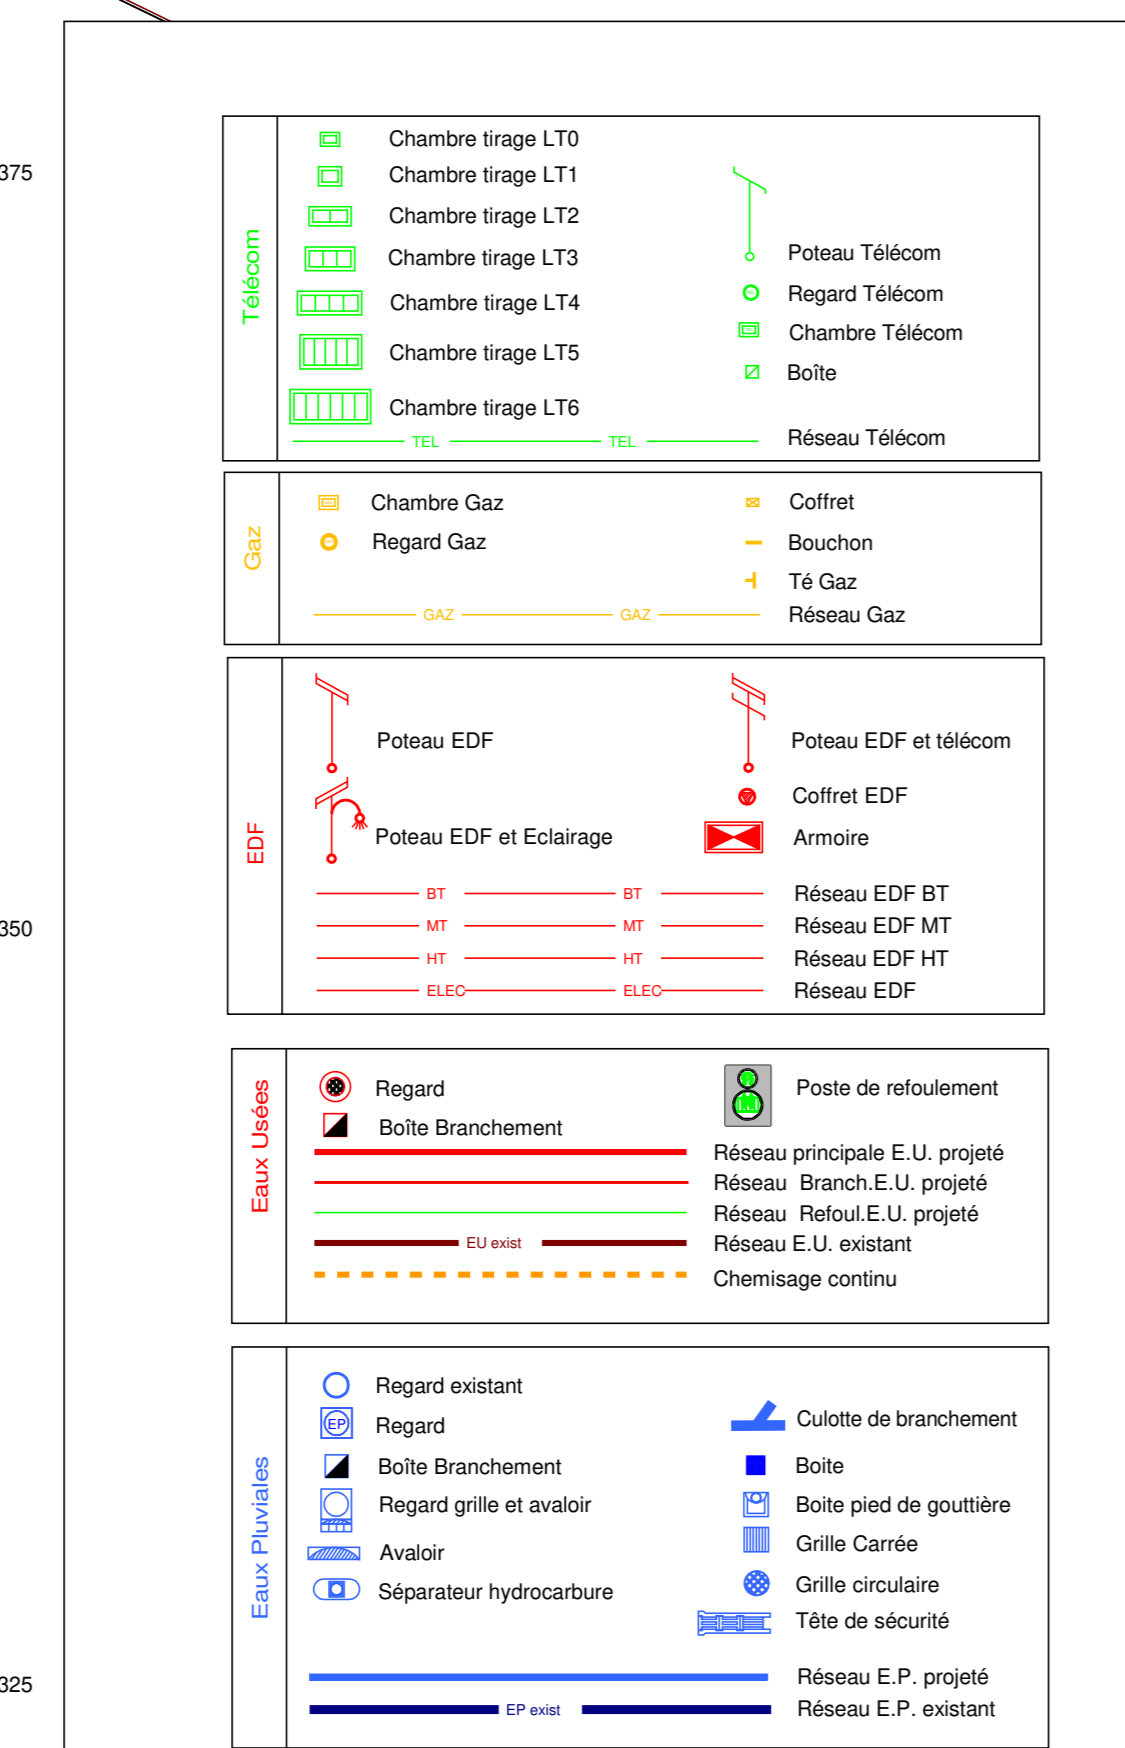 375
350
325
Télécom
Chambre tirage LT0
Chambre tirage LT1
Chambre tirage LT2
Chambre tirage LT3
Chambre tirage LT4
Chambre tirage LT5
Chambre tirage LT6
Poteau Télécom
Regard Télécom
Chambre Télécom
Boîte
TEL TEL Réseau Télécom
Gaz
Chambre Gaz
Regard Gaz
Coffret
Bouchon
Té Gaz
GAZ GAZ Réseau Gaz
EDF
Poteau EDF
Poteau EDF et Eclairage
Poteau EDF et télécom
Coffret EDF
Armoire
BT BT Réseau EDF BT
MT MT Réseau EDF MT
HT HT Réseau EDF HT
ELEC ELEC Réseau EDF
Eaux Usées
Regard
Boîte Branchement
Poste de refoulement
Réseau principale E.U. projeté
Réseau Branch.E.U. projeté
Réseau Refoul.E.U. projeté
EU exist Réseau E.U. existant
Chemisage continu
Eaux Pluviales
Regard existant
EP Regard
Boîte Branchement
Regard grille et avaloir
Avaloir
Séparateur hydrocarbure
Culotte de branchement
Boite
Boite pied de gouttière
Grille Carrée
Grille circulaire
Tête de sécurité
Réseau E.P. projeté
EP exist Réseau E.P. existant